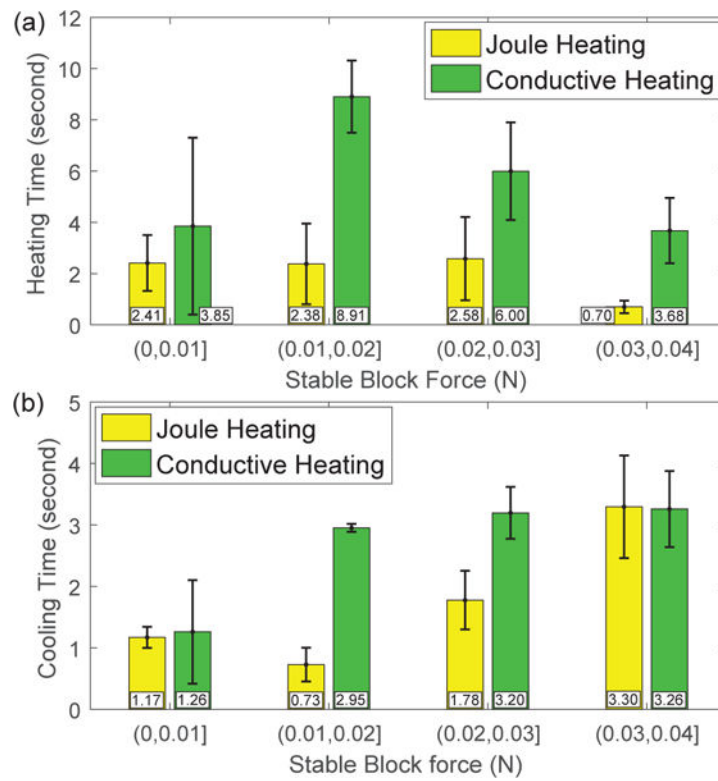 (a)
12
10
8
6
4
2
0
Heating Time (second)
Joule Heating
Conductive Heating
2.41 3.85 2.38 8.91 2.58 6.00 0.70 3.68
(0,0.01] (0.01,0.02] (0.02,0.03] (0.03,0.04]
Stable Block Force (N)
(b)
5
4
3
2
1
0
Cooling Time (second)
Joule Heating
Conductive Heating
1.17 1.26 0.73 2.95 1.78 3.20 3.30 3.26
(0,0.01] (0.01,0.02] (0.02,0.03] (0.03,0.04]
Stable Block force (N)